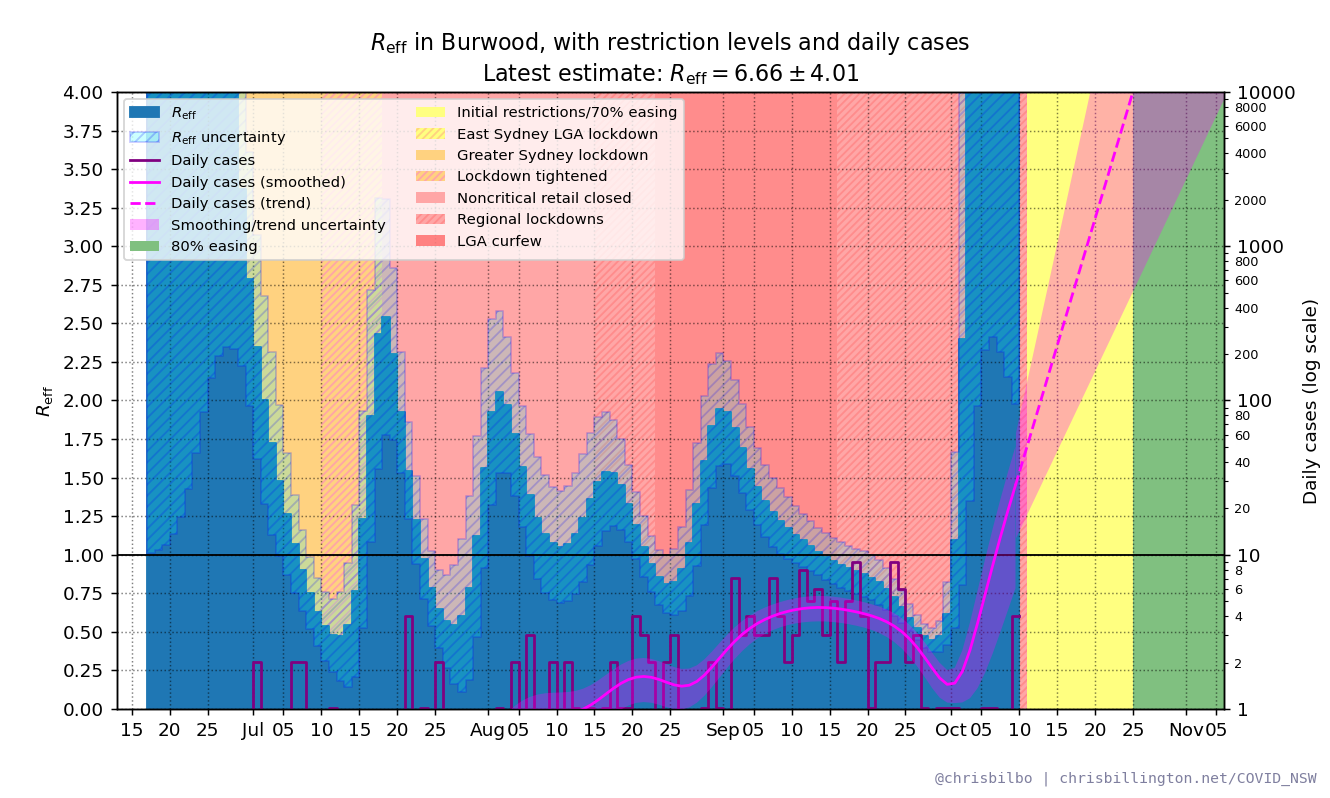 R_eff in Burwood, with restriction levels and daily cases
Latest estimate: R_eff = 6.66 ± 4.01
R_eff
R_eff uncertainty
Daily cases
Daily cases (smoothed)
Daily cases (trend)
Smoothing/trend uncertainty
80% easing
Initial restrictions/70% easing
East Sydney LGA lockdown
Greater Sydney lockdown
Lockdown tightened
Noncritical retail closed
Regional lockdowns
LGA curfew
4.00
3.75
3.50
3.25
3.00
2.75
2.50
2.25
2.00
1.75
1.50
1.25
1.00
0.75
0.50
0.25
0.00
R_eff
10000
8000
6000
4000
2000
1000
800
600
400
200
100
80
60
40
20
10
8
6
4
2
1
Daily cases (log scale)
15 20 25 Jul 05 10 15 20 25 Aug 05 10 15 20 25 Sep 05 10 15 20 25 Oct 05 10 15 20 25 Nov 05
@chrisbilbo | chrisbillington.net/COVID_NSW